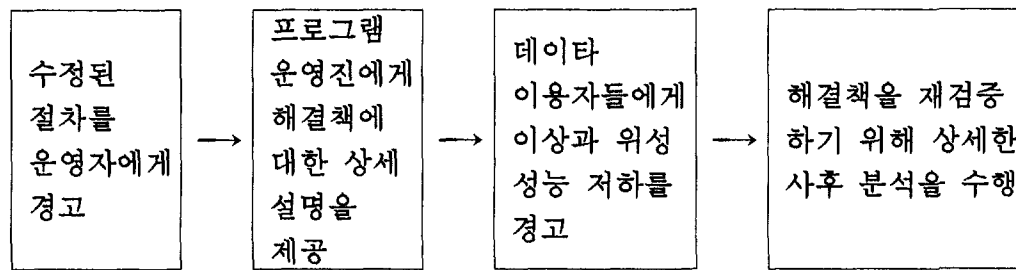 수정된
절차를
운영자에게
경고
프로그램
운영진에게
해결책에
대한 상세
설명을
제공
데이타
이용자들에게
이상과 위성
성능 저하를
경고
해결책을 재검증
하기 위해 상세한
사후 분석을 수행